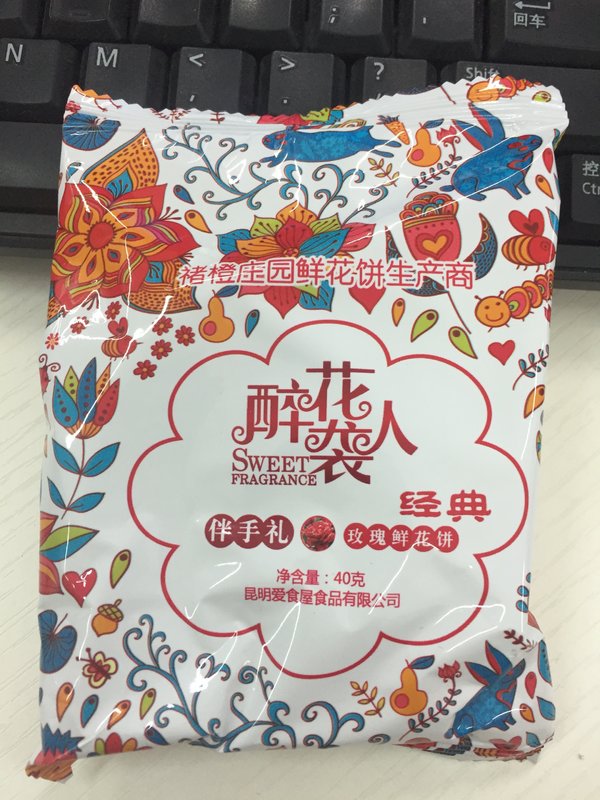 回车
N
M
<
,
>
.
?
/
Shift
控
Ctrl
褚橙庄园鲜花饼生产商
醉花袭人
SWEET
FRAGRANCE
经典
伴手礼 玫瑰鲜花饼
净含量：40克
昆明爱食屋食品有限公司